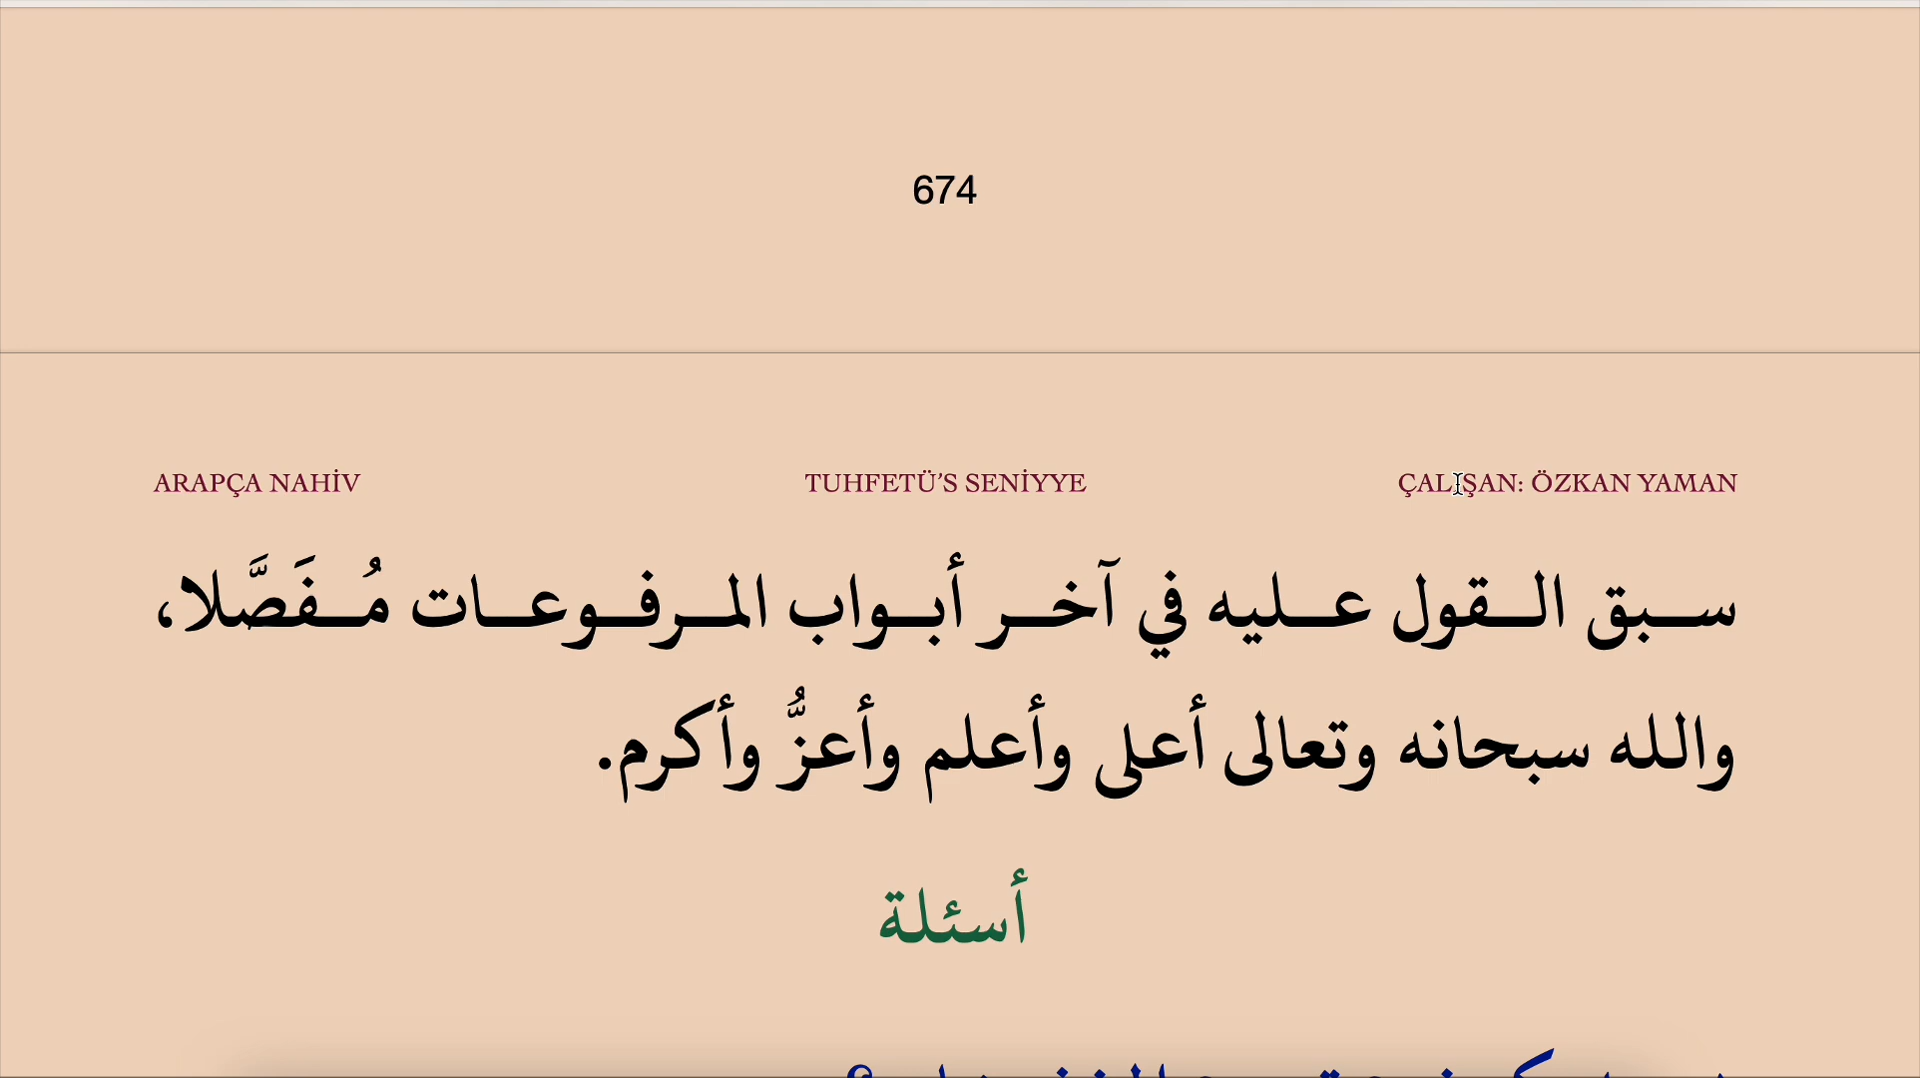 674
ARAPÇA NAHİV TUHFETÜ’S SENİYYE ÇALIŞAN: ÖZKAN YAMAN
سبق القول عليه في آخر أبواب المرفوعات مُفَصَّلا،
والله سبحانه وتعالى أعلى وأعلم وأعزُّ وأكرم.
أسئلة